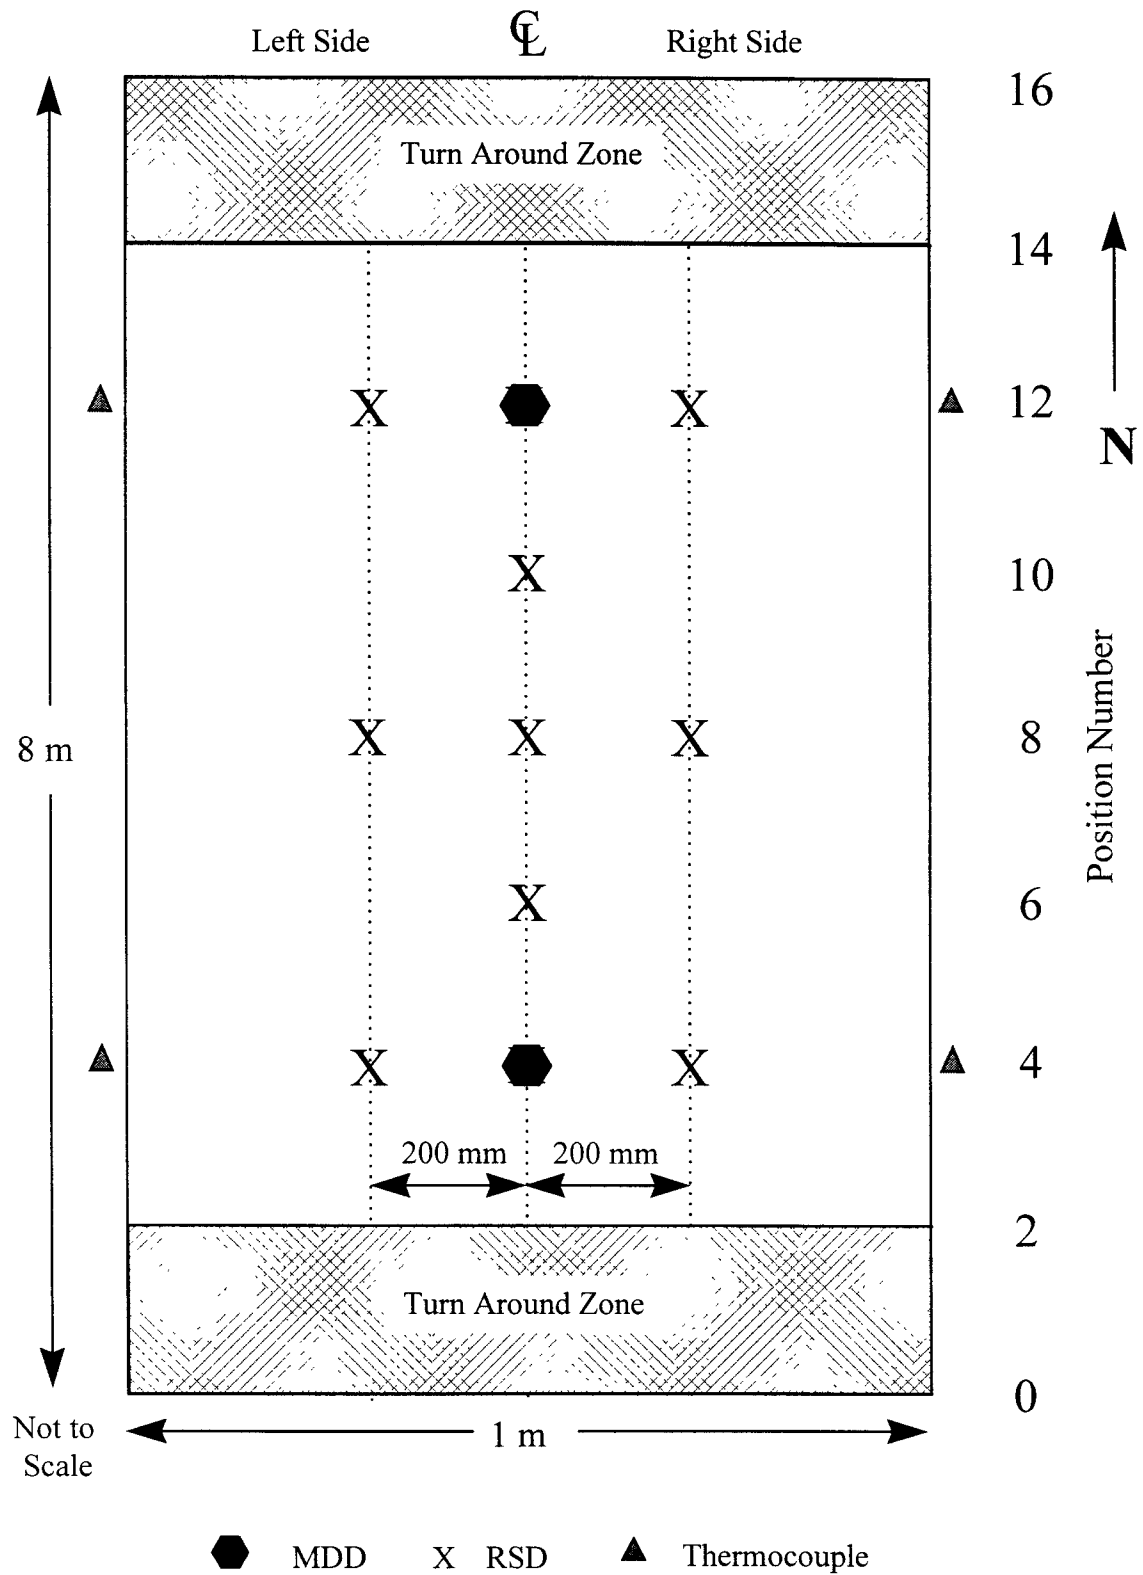 Left Side
℄
Right Side
16
Turn Around Zone
14
12
X
X
N
X
10
X
X
X
8
8 m
Position Number
X
6
X
X
4
200 mm
200 mm
2
Turn Around Zone
0
Not to
Scale
1 m
MDD
X RSD
Thermocouple